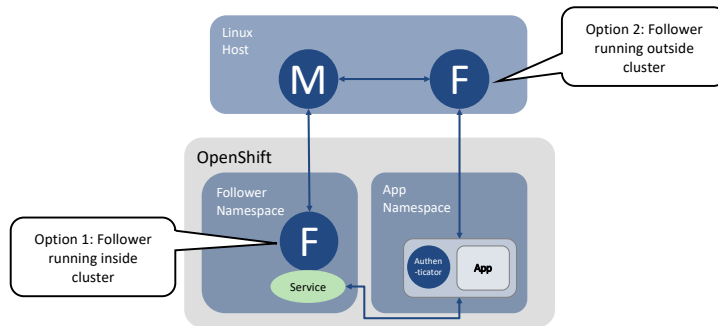 Linux
Host
Option 2: Follower
running outside
cluster
M
F
OpenShift
Follower
Namespace
App
Namespace
Option 1: Follower
running inside
cluster
F
Authen
-ticator
App
Service